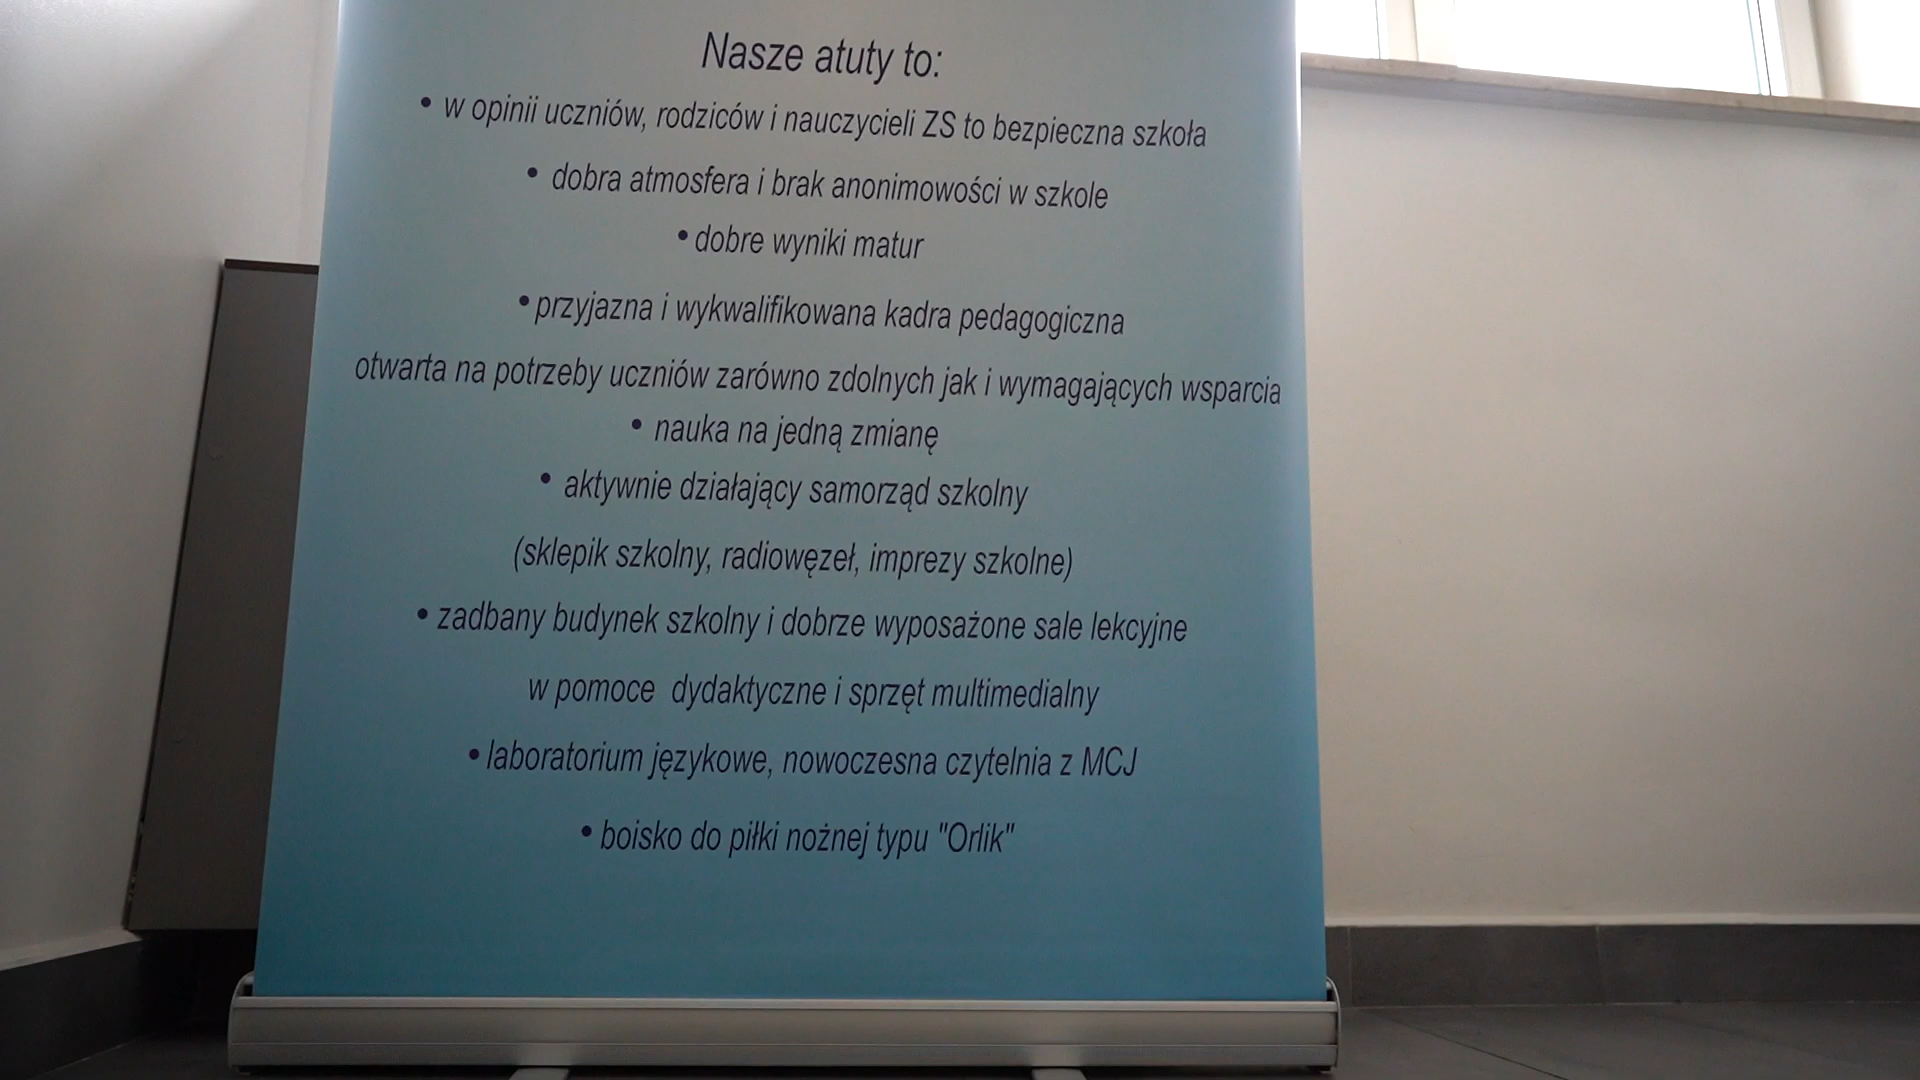 Nasze atuty to:
• w opinii uczniów, rodziców i nauczycieli ZS to bezpieczna szkoła
• dobra atmosfera i brak anonimowości w szkole
• dobre wyniki matur
• przyjazna i wykwalifikowana kadra pedagogiczna
otwarta na potrzeby uczniów zarówno zdolnych jak i wymagających wsparcia
• nauka na jedną zmianę
• aktywnie działający samorząd szkolny
(sklepik szkolny, radiowęzeł, imprezy szkolne)
• zadbany budynek szkolny i dobrze wyposażone sale lekcyjne
w pomoce dydaktyczne i sprzęt multimedialny
• laboratorium językowe, nowoczesna czytelnia z MCJ
• boisko do piłki nożnej typu "Orlik"